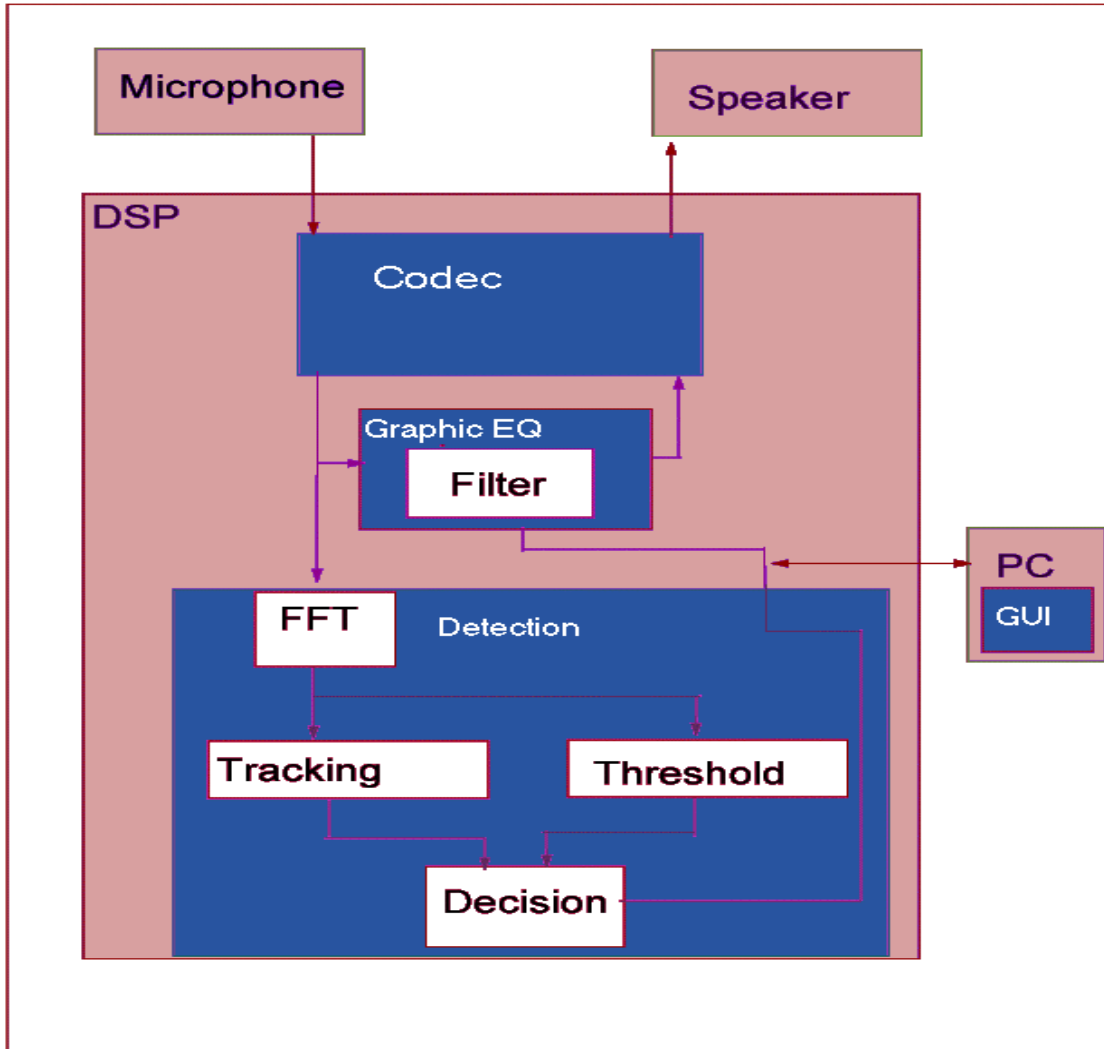 Microphone
Speaker
DSP
Codec
Graphic EQ
Filter
PC
GUI
FFT
Detection
Tracking
Threshold
Decision